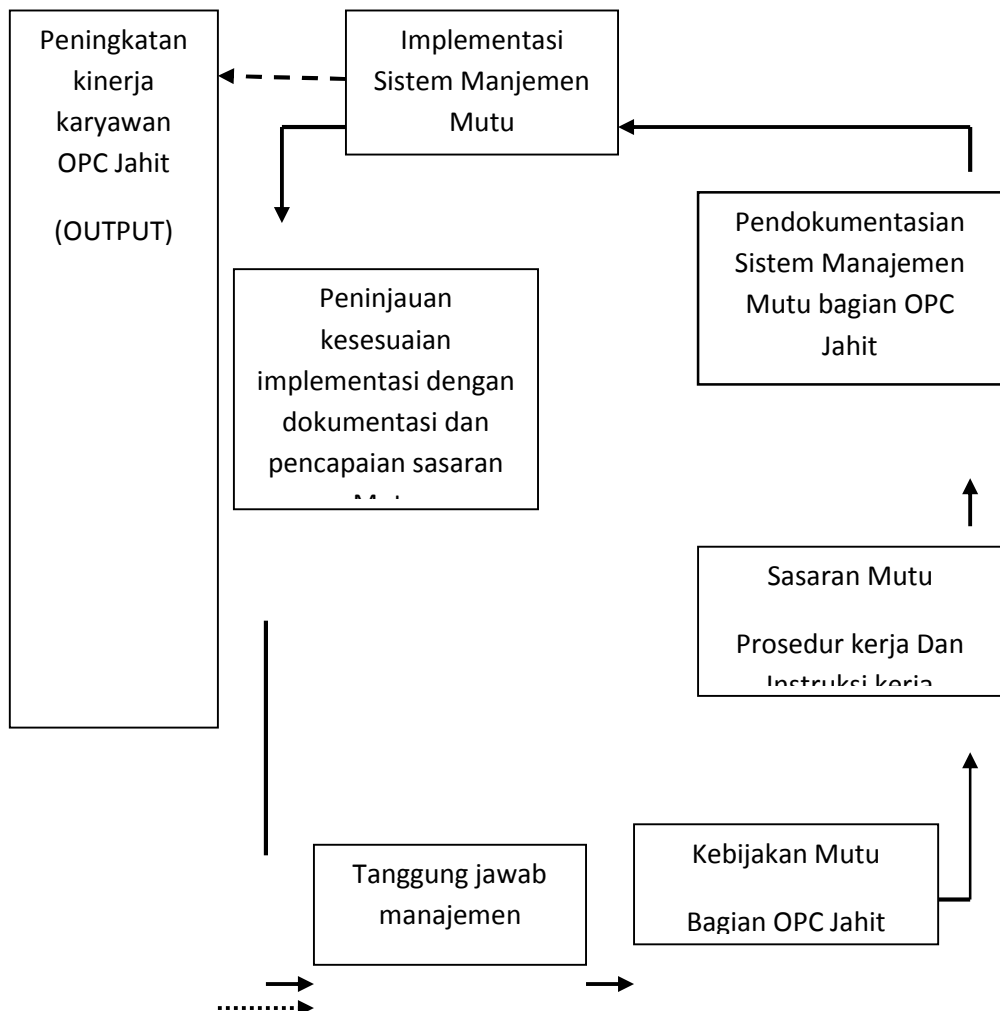 Peningkatan
kinerja
karyawan
OPC Jahit
(OUTPUT)
Implementasi
Sistem Manjemen
Mutu
Peninjauan
kesesuaian
implementasi dengan
dokumentasi dan
pencapaian sasaran
Pendokumentasian
Sistem Manajemen
Mutu bagian OPC
Jahit
Sasaran Mutu
Prosedur kerja Dan
Instruksi kerja
Tanggung jawab
manajemen
Kebijakan Mutu
Bagian OPC Jahit